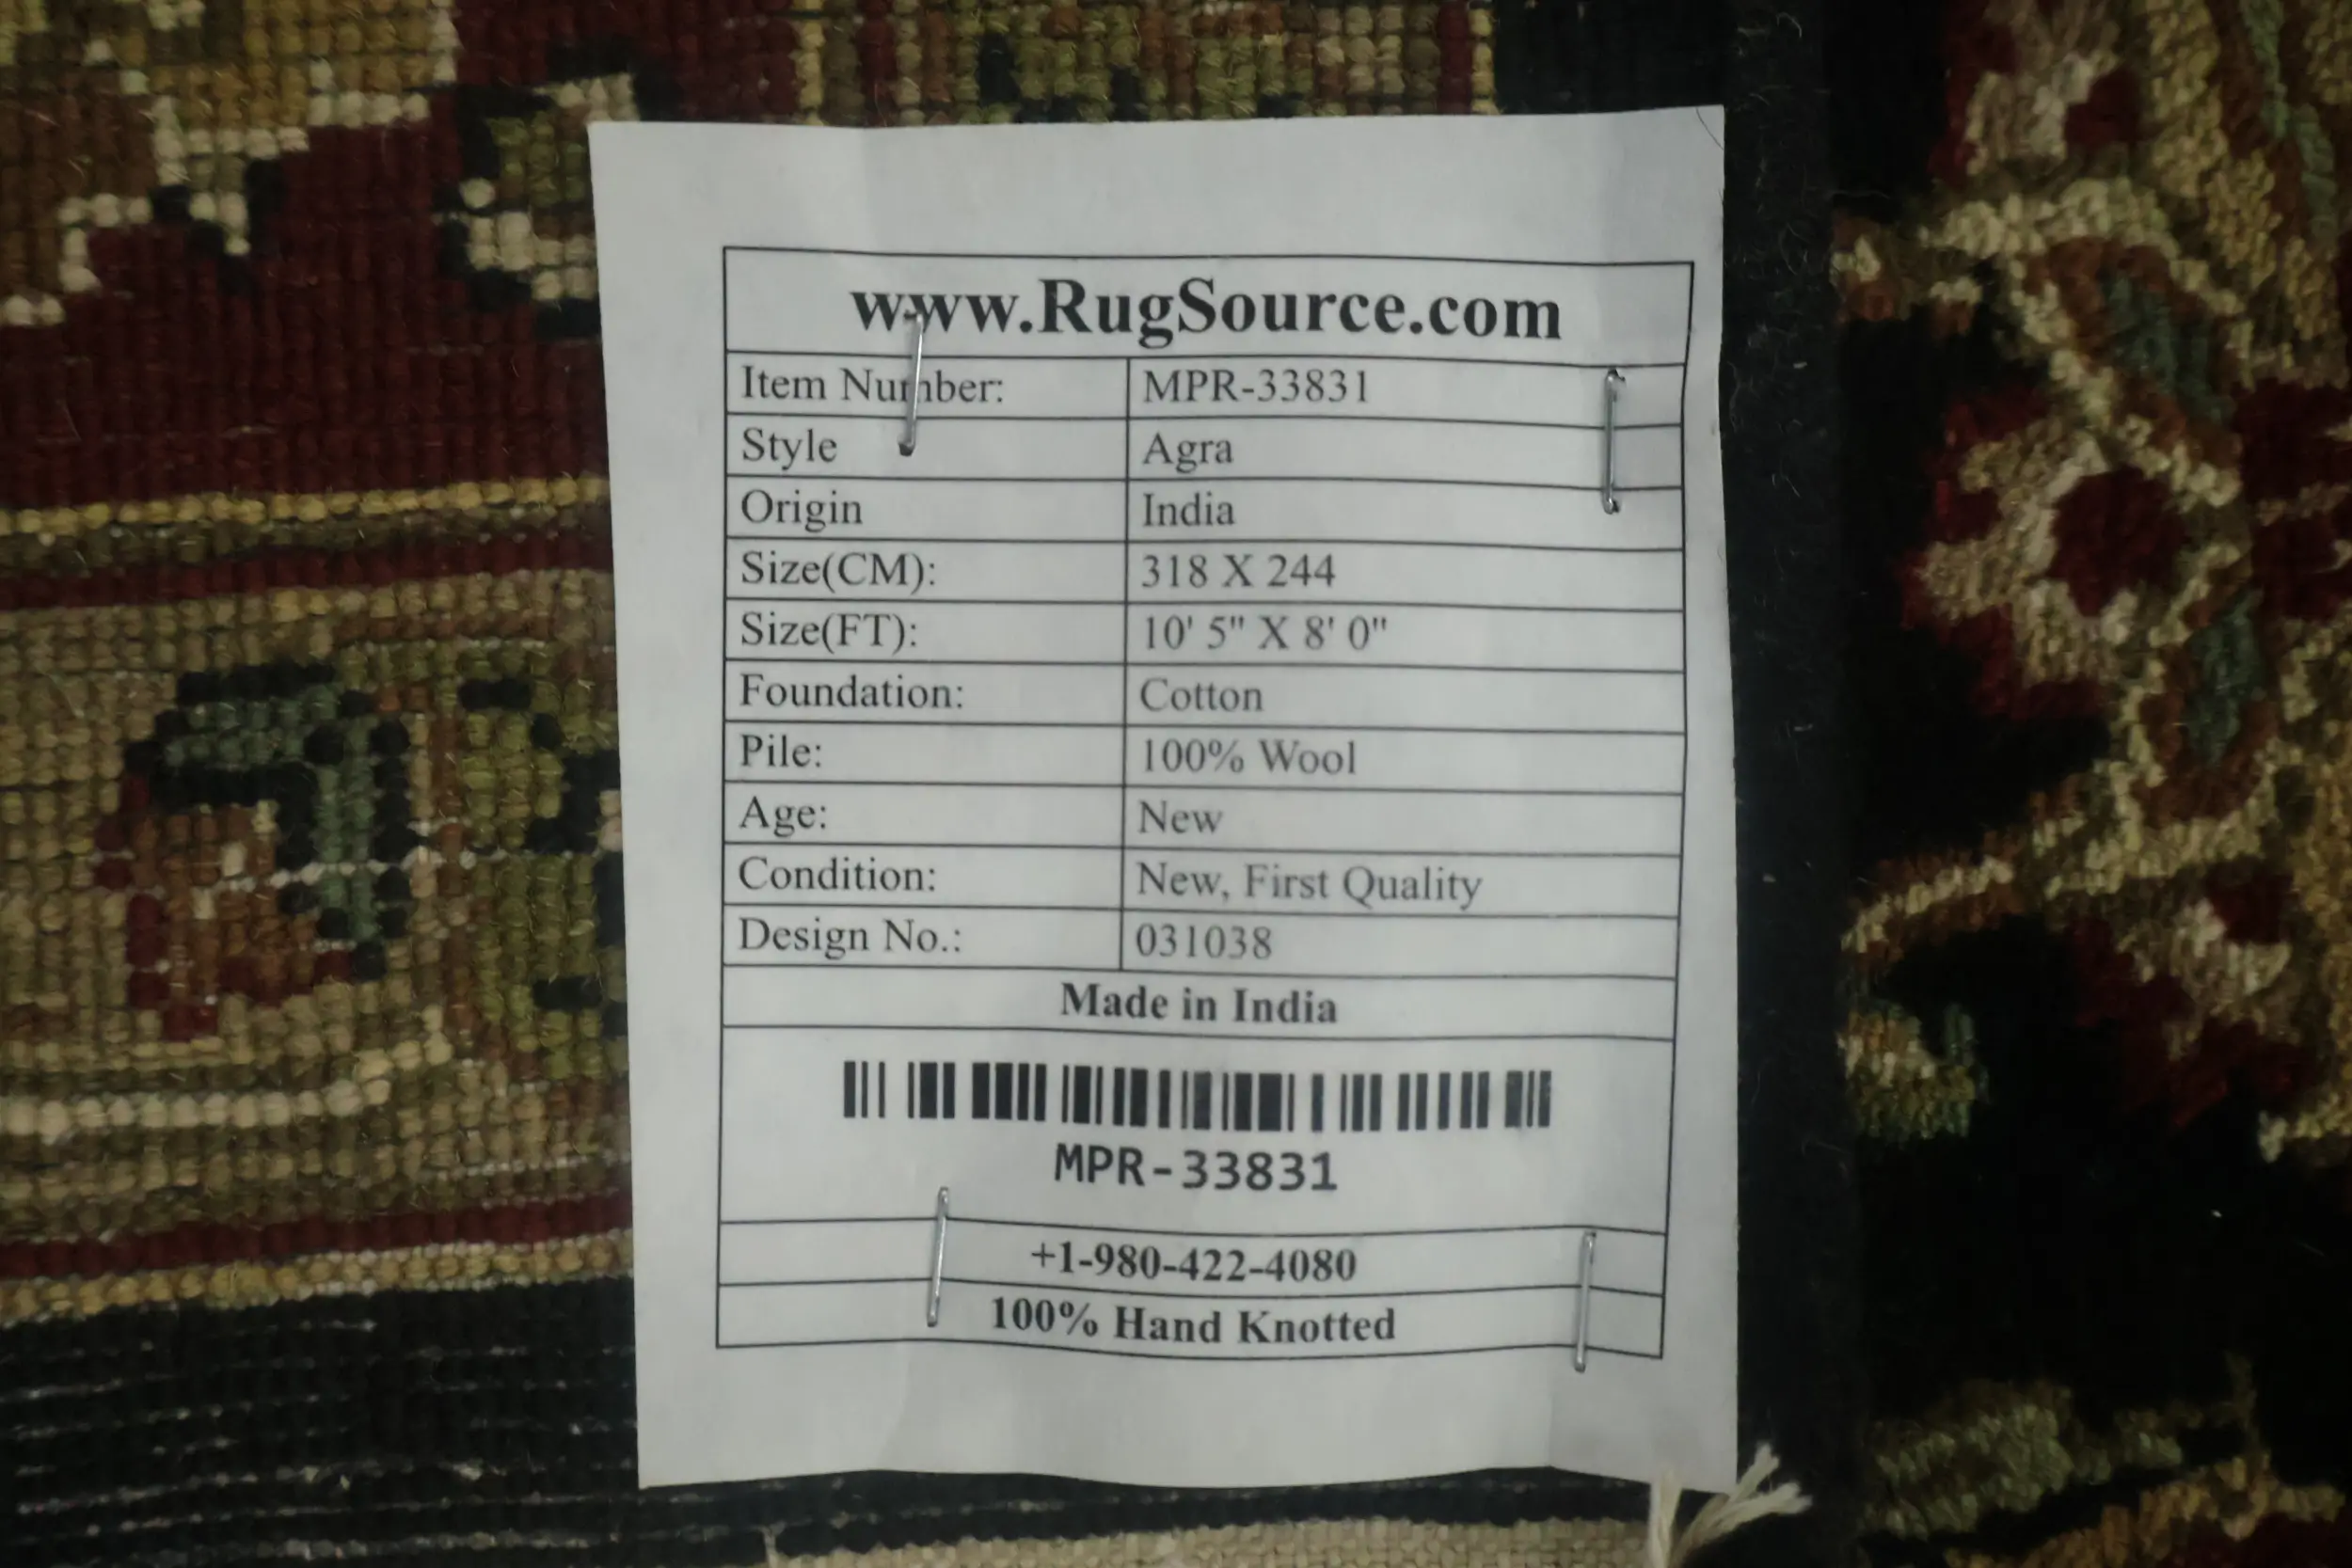 www.RugSource.com
Item Number: MPR-33831
Style Agra
Origin India
Size(CM): 318 X 244
Size(FT): 10' 5" X 8' 0"
Foundation: Cotton
Pile: 100% Wool
Age: New
Condition: New, First Quality
Design No.: 031038
Made in India
MPR-33831
+1-980-422-4080
100% Hand Knotted